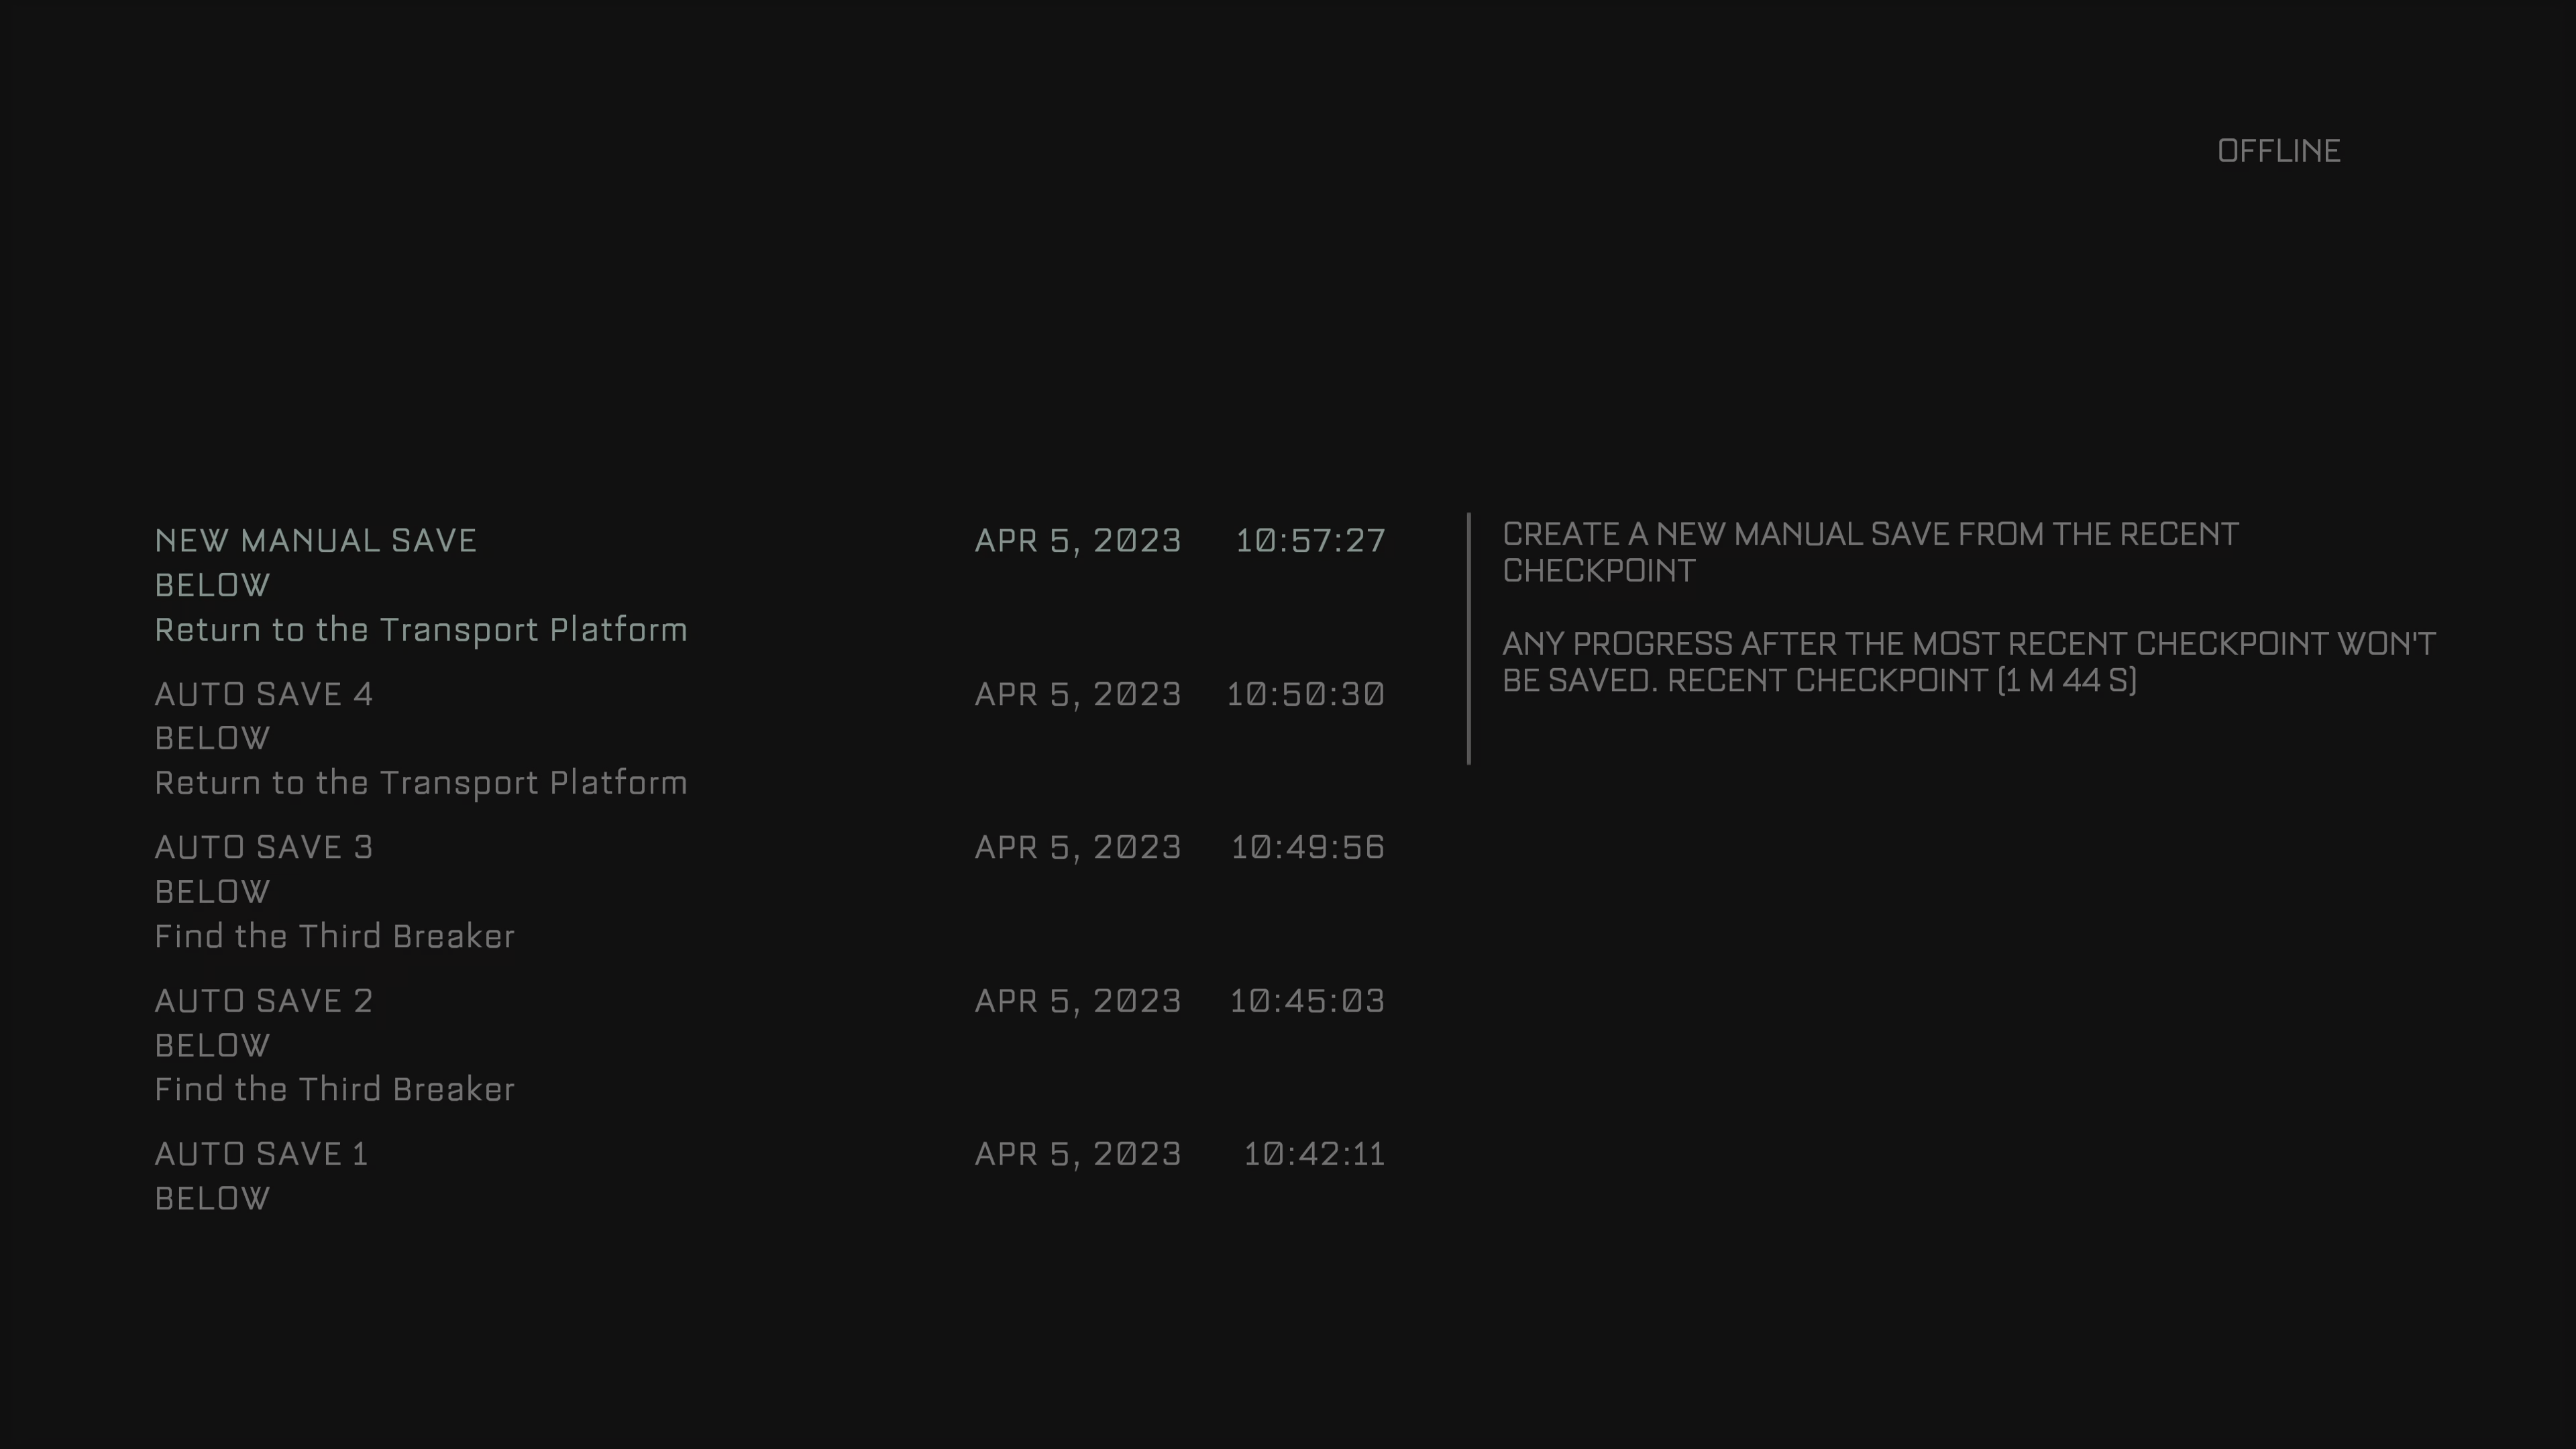 OFFLINE
NEW MANUAL SAVE APR 5, 2023 10:57:27
BELOW
Return to the Transport Platform
AUTO SAVE 4 APR 5, 2023 10:50:30
BELOW
Return to the Transport Platform
AUTO SAVE 3 APR 5, 2023 10:49:56
BELOW
Find the Third Breaker
AUTO SAVE 2 APR 5, 2023 10:45:03
BELOW
Find the Third Breaker
AUTO SAVE 1 APR 5, 2023 10:42:11
BELOW
CREATE A NEW MANUAL SAVE FROM THE RECENT
CHECKPOINT
ANY PROGRESS AFTER THE MOST RECENT CHECKPOINT WON'T
BE SAVED. RECENT CHECKPOINT (1 M 44 S)